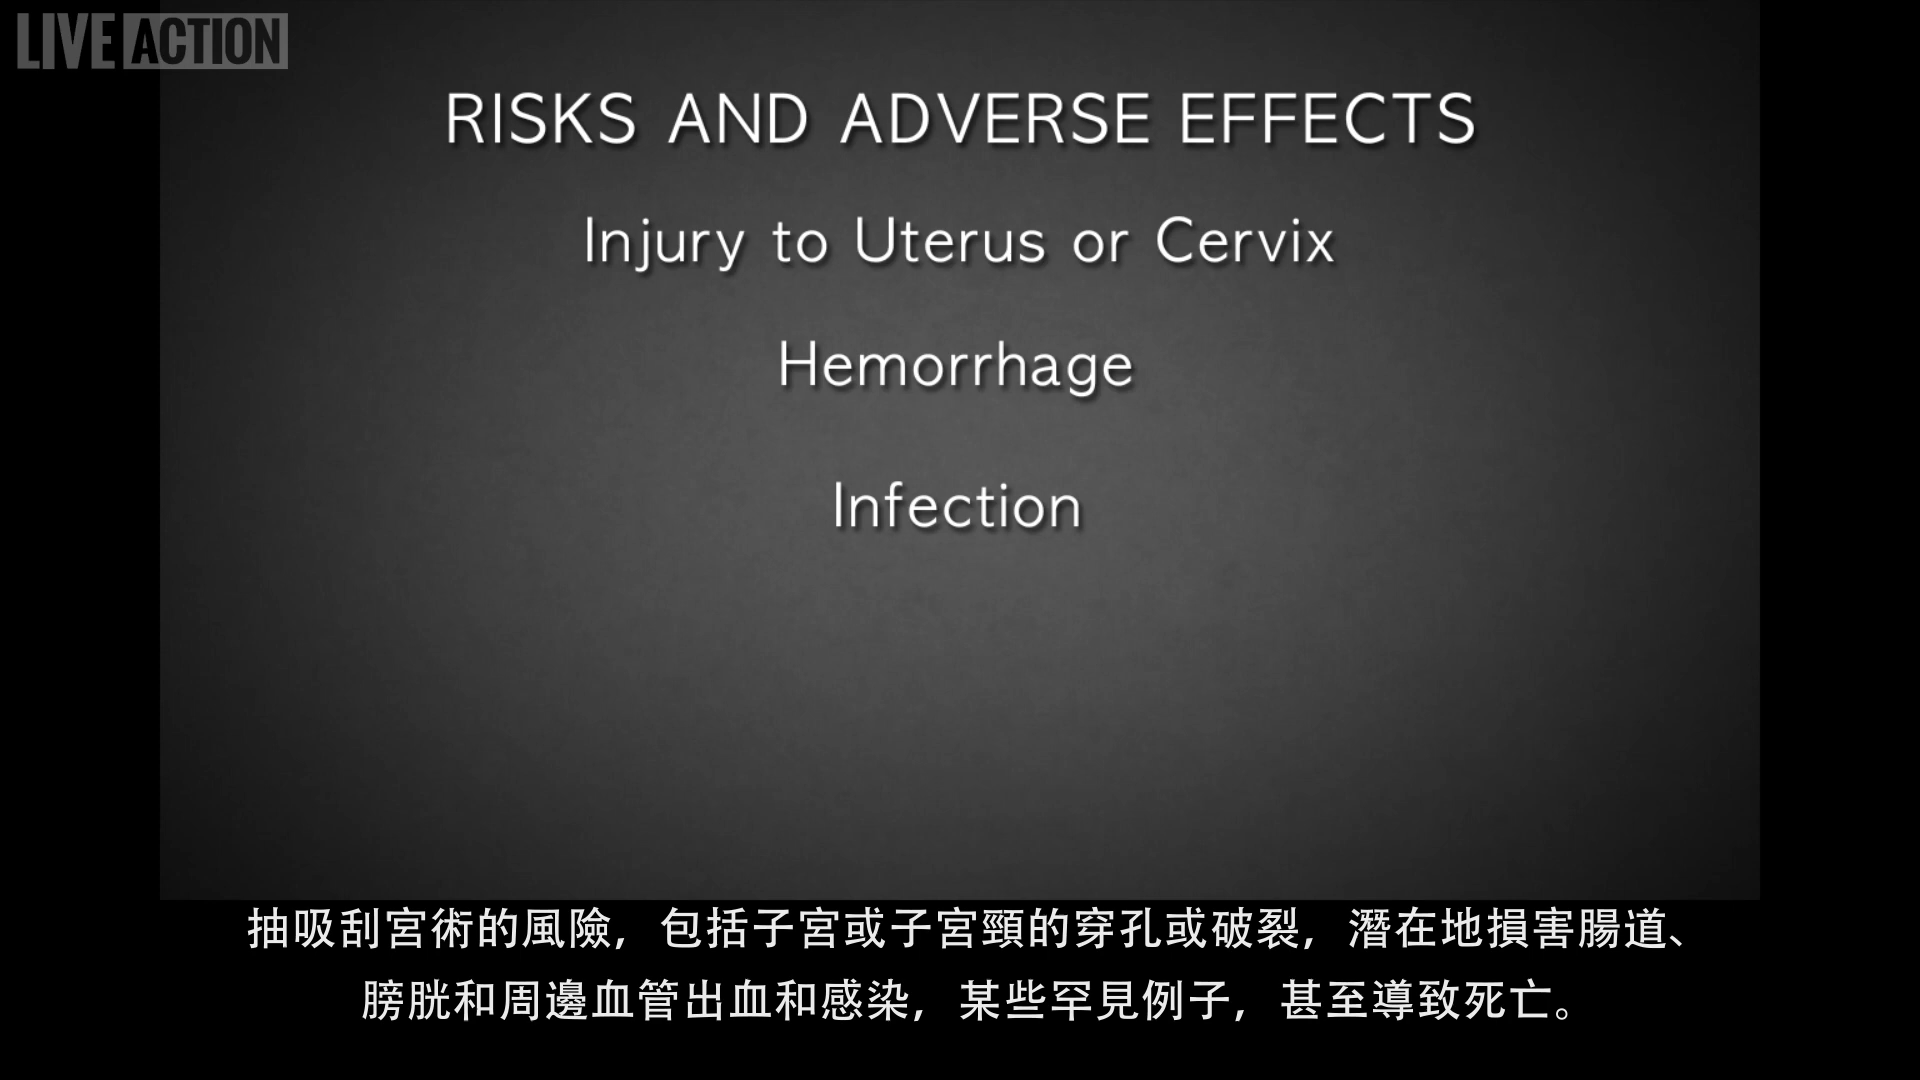 LIVE ACTION
RISKS AND ADVERSE EFFECTS
Injury to Uterus or Cervix
Hemorrhage
Infection
抽吸刮宮術的風險，包括子宮或子宮頸的穿孔或破裂，潛在地損害腸道、
膀胱和周邊血管出血和感染，某些罕見例子，甚至導致死亡。